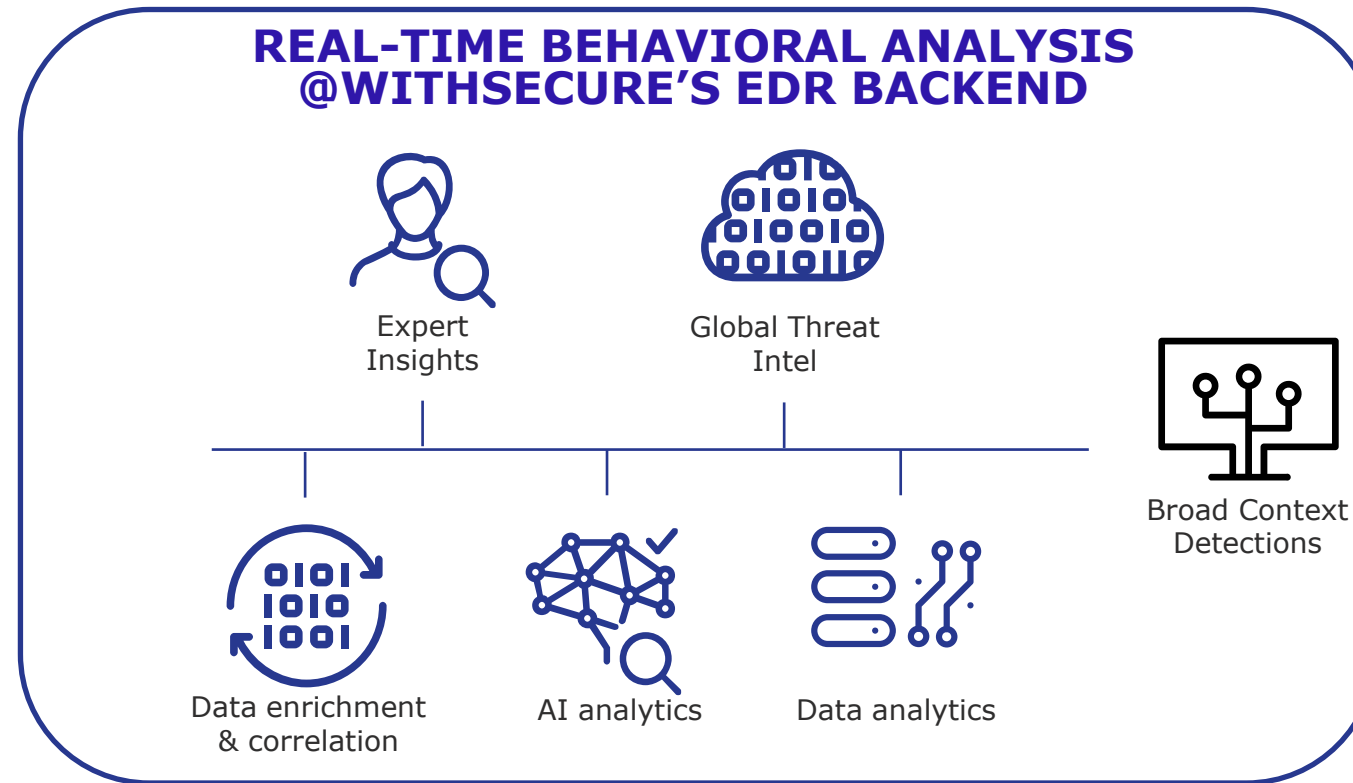 REAL-TIME BEHAVIORAL ANALYSIS
@WITHSECURE’S EDR BACKEND
Expert
Insights
Global Threat
Intel
Broad Context
Detections
Data enrichment
& correlation
AI analytics
Data analytics